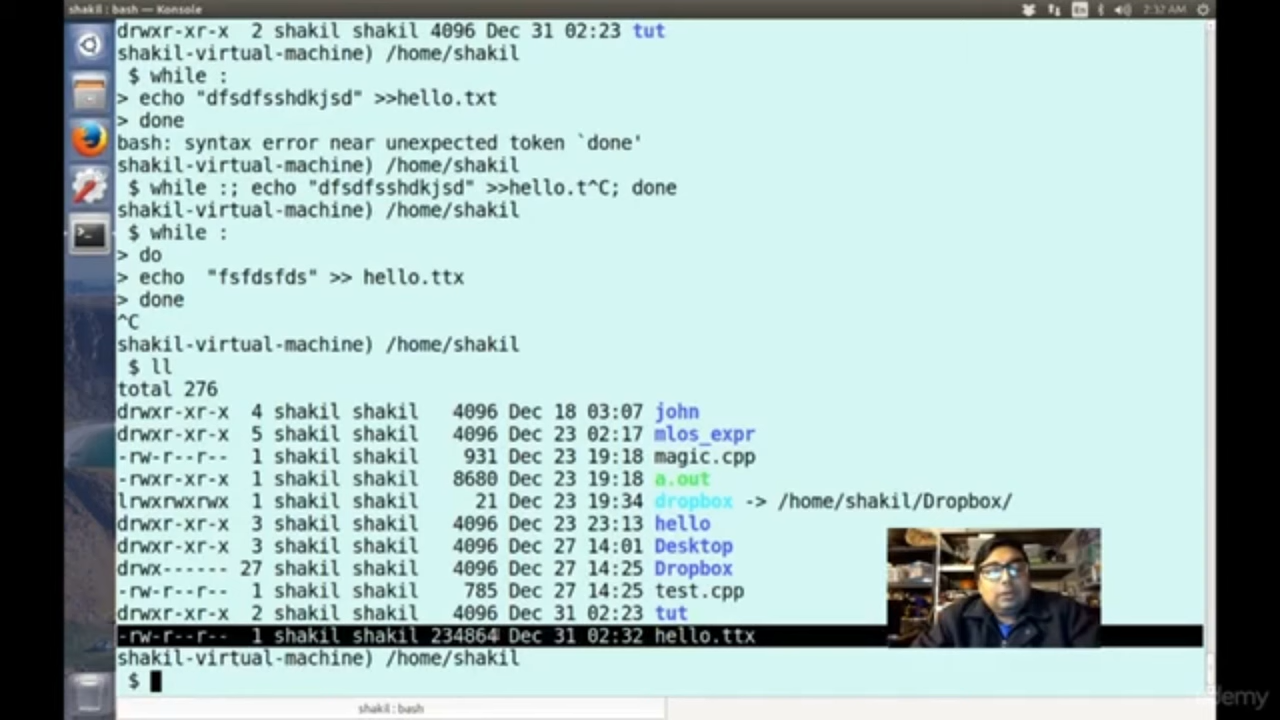 shakil : bash — Konsole
En 2:32 AM
drwxr-xr-x 2 shakil shakil 4096 Dec 31 02:23 tut
shakil-virtual-machine) /home/shakil
$ while :
> echo "dfsdfsshdkjsd" >>hello.txt
> done
bash: syntax error near unexpected token `done'
shakil-virtual-machine) /home/shakil
$ while :; echo "dfsdfsshdkjsd" >>hello.t^C; done
shakil-virtual-machine) /home/shakil
$ while :
> do
> echo  "fsfdsfds" >> hello.ttx
> done
^C
shakil-virtual-machine) /home/shakil
$ ll
total 276
drwxr-xr-x  4 shakil shakil   4096 Dec 18 03:07 john
drwxr-xr-x  5 shakil shakil   4096 Dec 23 02:17 mlos_expr
-rw-r--r--  1 shakil shakil    931 Dec 23 19:18 magic.cpp
-rwxr-xr-x  1 shakil shakil   8680 Dec 23 19:18 a.out
lrwxrwxrwx  1 shakil shakil     21 Dec 23 19:34 dropbox -> /home/shakil/Dropbox/
drwxr-xr-x  3 shakil shakil   4096 Dec 23 23:13 hello
drwxr-xr-x  3 shakil shakil   4096 Dec 27 14:01 Desktop
drwx------ 27 shakil shakil   4096 Dec 27 14:25 Dropbox
-rw-r--r--  1 shakil shakil    785 Dec 27 14:25 test.cpp
drwxr-xr-x  2 shakil shakil   4096 Dec 31 02:23 tut
-rw-r--r--  1 shakil shakil 234864 Dec 31 02:32 hello.ttx
shakil-virtual-machine) /home/shakil
$
shakil : bash